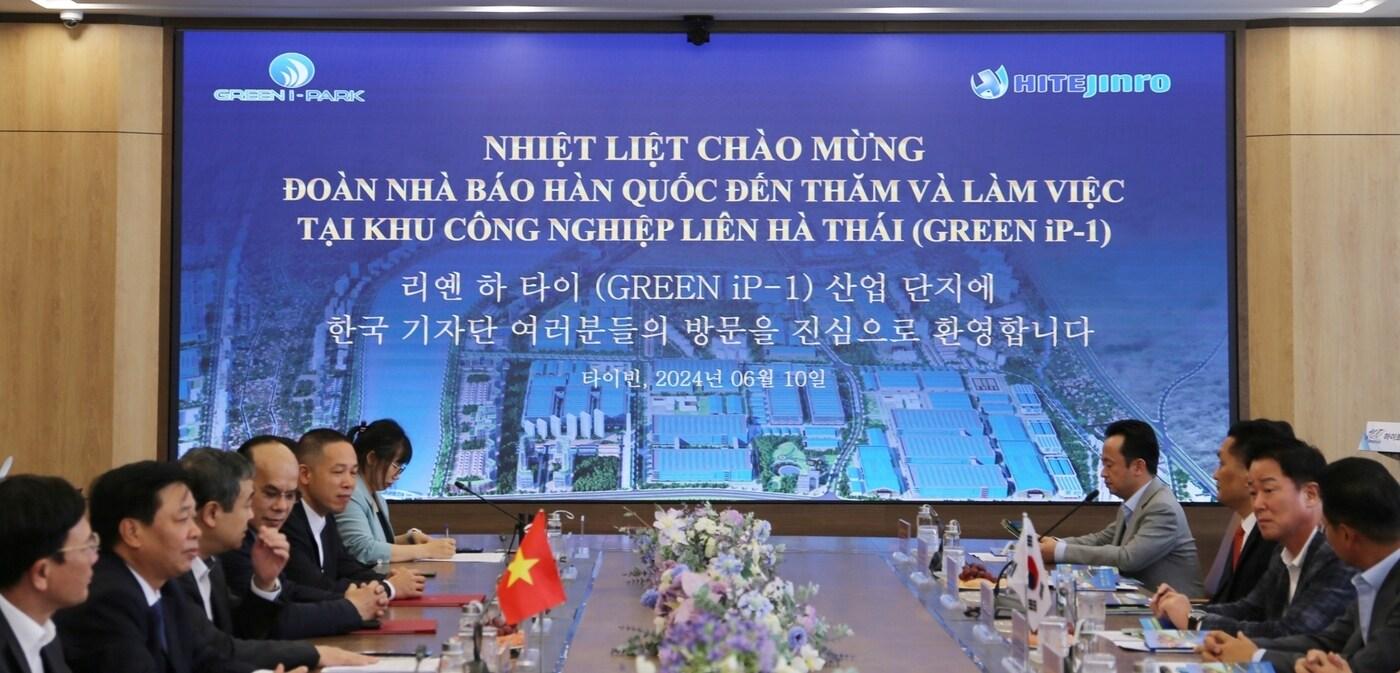 GREEN I-PARK
HITEJINRO
NHIỆT LIỆT CHÀO MỪNG
ĐOÀN NHÀ BÁO HÀN QUỐC ĐẾN THĂM VÀ LÀM VIỆC
TẠI KHU CÔNG NGHIỆP LIÊN HÀ THÁI (GREEN iP-1)
리옌 하 타이 (GREEN iP-1) 산업 단지에
한국 기자단 여러분들의 방문을 진심으로 환영합니다
타이빈, 2024년 06월 10일